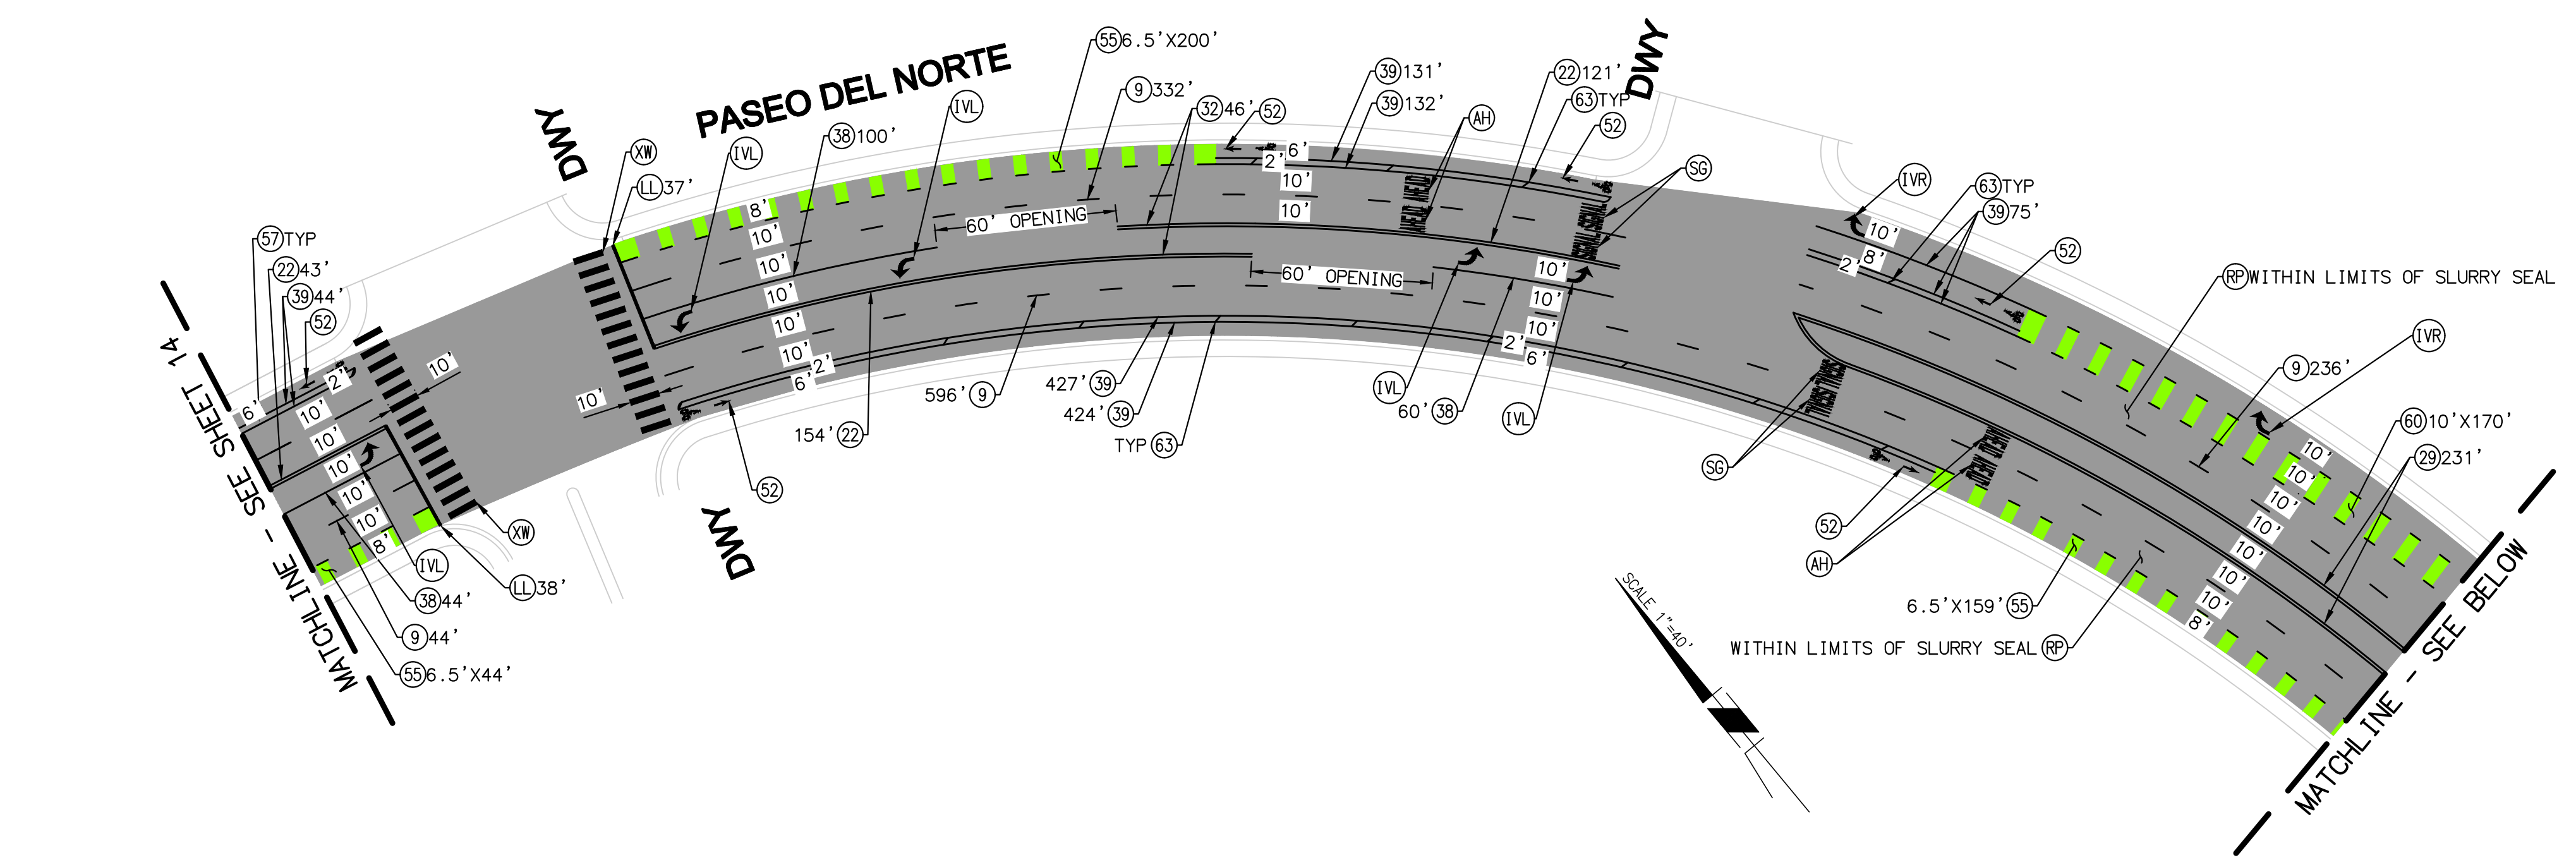 PASEO DEL NORTE
DWY
DWY
DWY
MATCHLINE - SEE SHEET 14
MATCHLINE - SEE BELOW
57 TYP
22 43'
39 44'
52
6'
2'
10'
10'
10'
10'
10'
8'
10'
10'
XW
LL 37'
IVL
38 100'
IVL
55 6.5'X200'
9 332'
32 46'
52
39 131'
39 132'
AH
22 121'
63 TYP
52
SG
8'
10'
10'
10'
10'
10'
2'
6'
60' OPENING
60' OPENING
6'
2'
10'
10'
AHEAD AHEAD
SIGNAL SIGNAL
10'
10'
10'
2'
6'
XW
LL 38'
IVL
38 44'
9 44'
55 6.5'X44'
52
154' 22
596' 9
427' 39
424' 39
TYP 63
IVL
60' 38
IVL
IVR
63 TYP
39 75'
52
10'
8'
2'
RP WITHIN LIMITS OF SLURRY SEAL
IVR
9 236'
60 10'X170'
29 231'
SIGNAL SIGNAL
AHEAD AHEAD
SG
52
AH
6.5'X159' 55
WITHIN LIMITS OF SLURRY SEAL RP
10'
10'
10'
10'
10'
10'
10'
8'
SCALE 1"=40'